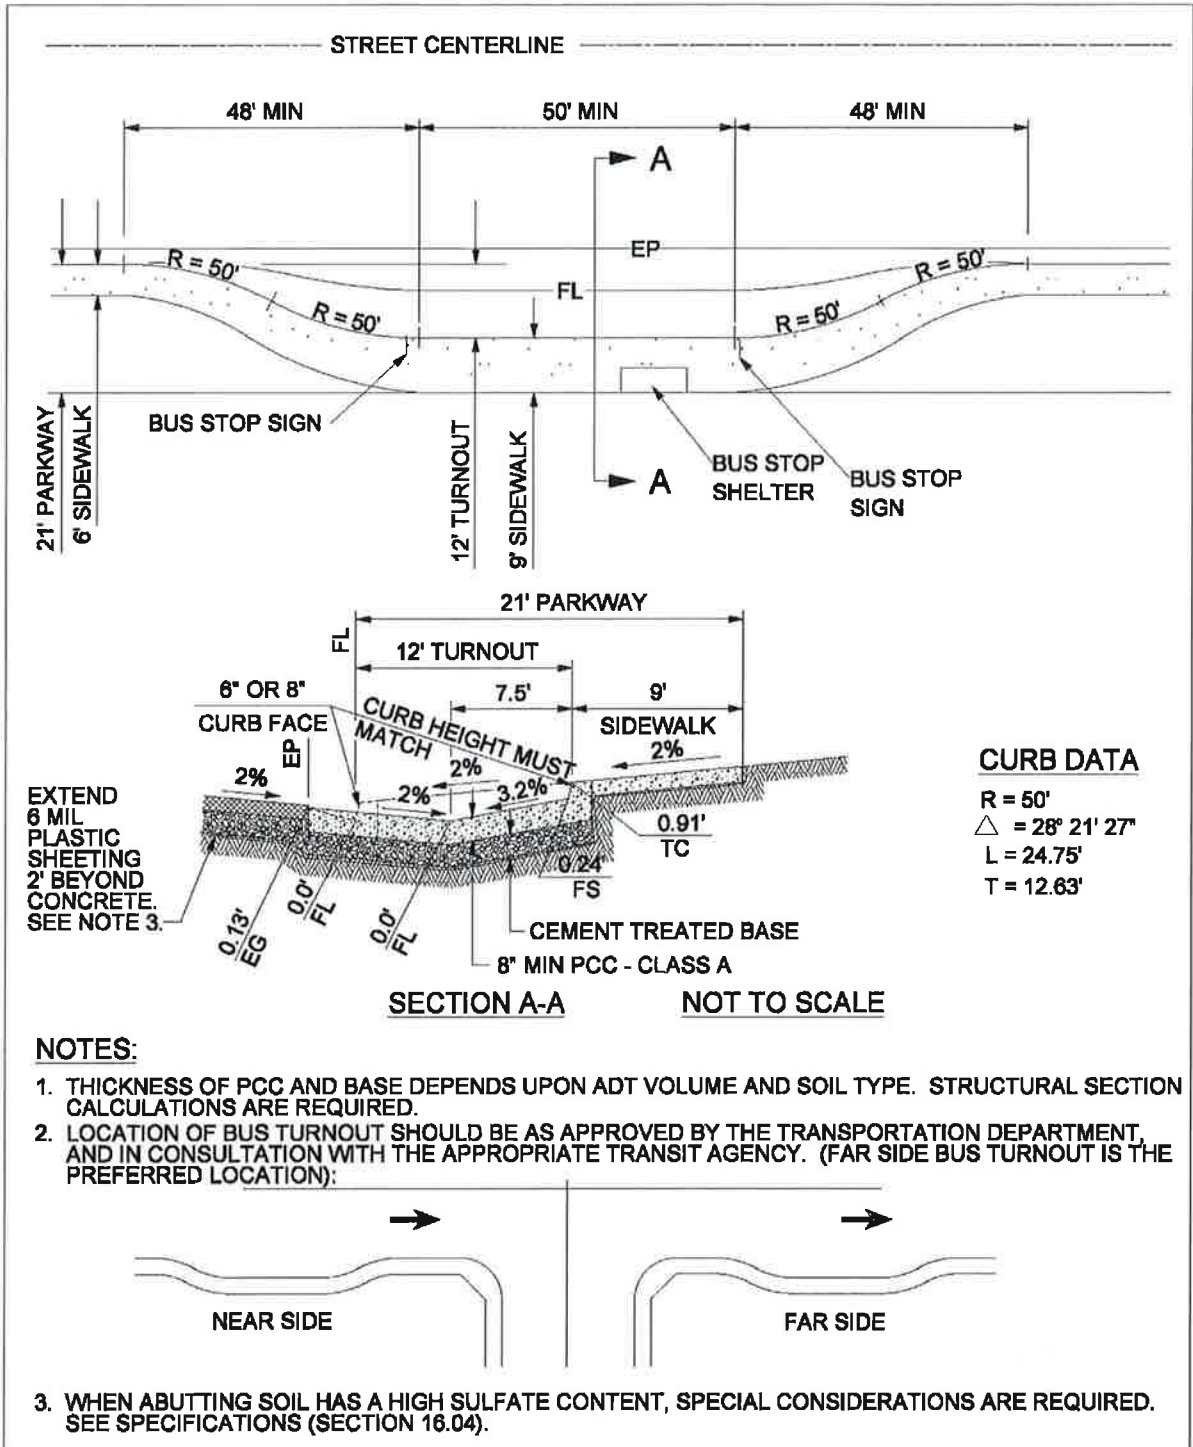 STREET CENTERLINE
48' MIN
50' MIN
48' MIN
A
EP
R = 50'
R = 50'
FL
R = 50'
R = 50'
BUS STOP SIGN
21' PARKWAY
6' SIDEWALK
12' TURNOUT
9' SIDEWALK
A
BUS STOP
SHELTER
BUS STOP
SIGN
21' PARKWAY
FL
12' TURNOUT
6" OR 8"
CURB FACE
7.5'
9'
SIDEWALK
CURB HEIGHT MUST
MATCH
EP
2%
2%
2%
2%
3.2%
EXTEND
6 MIL
PLASTIC
SHEETING
2' BEYOND
CONCRETE.
SEE NOTE 3.
0.91'
TC
0.24'
FS
0.13'
EG
0.0'
FL
0.0'
FL
CEMENT TREATED BASE
8" MIN PCC - CLASS A
CURB DATA
R = 50'
△ = 28° 21' 27"
L = 24.75'
T = 12.63'
SECTION A-A
NOT TO SCALE
NOTES:
1. THICKNESS OF PCC AND BASE DEPENDS UPON ADT VOLUME AND SOIL TYPE. STRUCTURAL SECTION
CALCULATIONS ARE REQUIRED.
2. LOCATION OF BUS TURNOUT SHOULD BE AS APPROVED BY THE TRANSPORTATION DEPARTMENT,
AND IN CONSULTATION WITH THE APPROPRIATE TRANSIT AGENCY. (FAR SIDE BUS TURNOUT IS THE
PREFERRED LOCATION):
NEAR SIDE
FAR SIDE
3. WHEN ABUTTING SOIL HAS A HIGH SULFATE CONTENT, SPECIAL CONSIDERATIONS ARE REQUIRED.
SEE SPECIFICATIONS (SECTION 16.04).